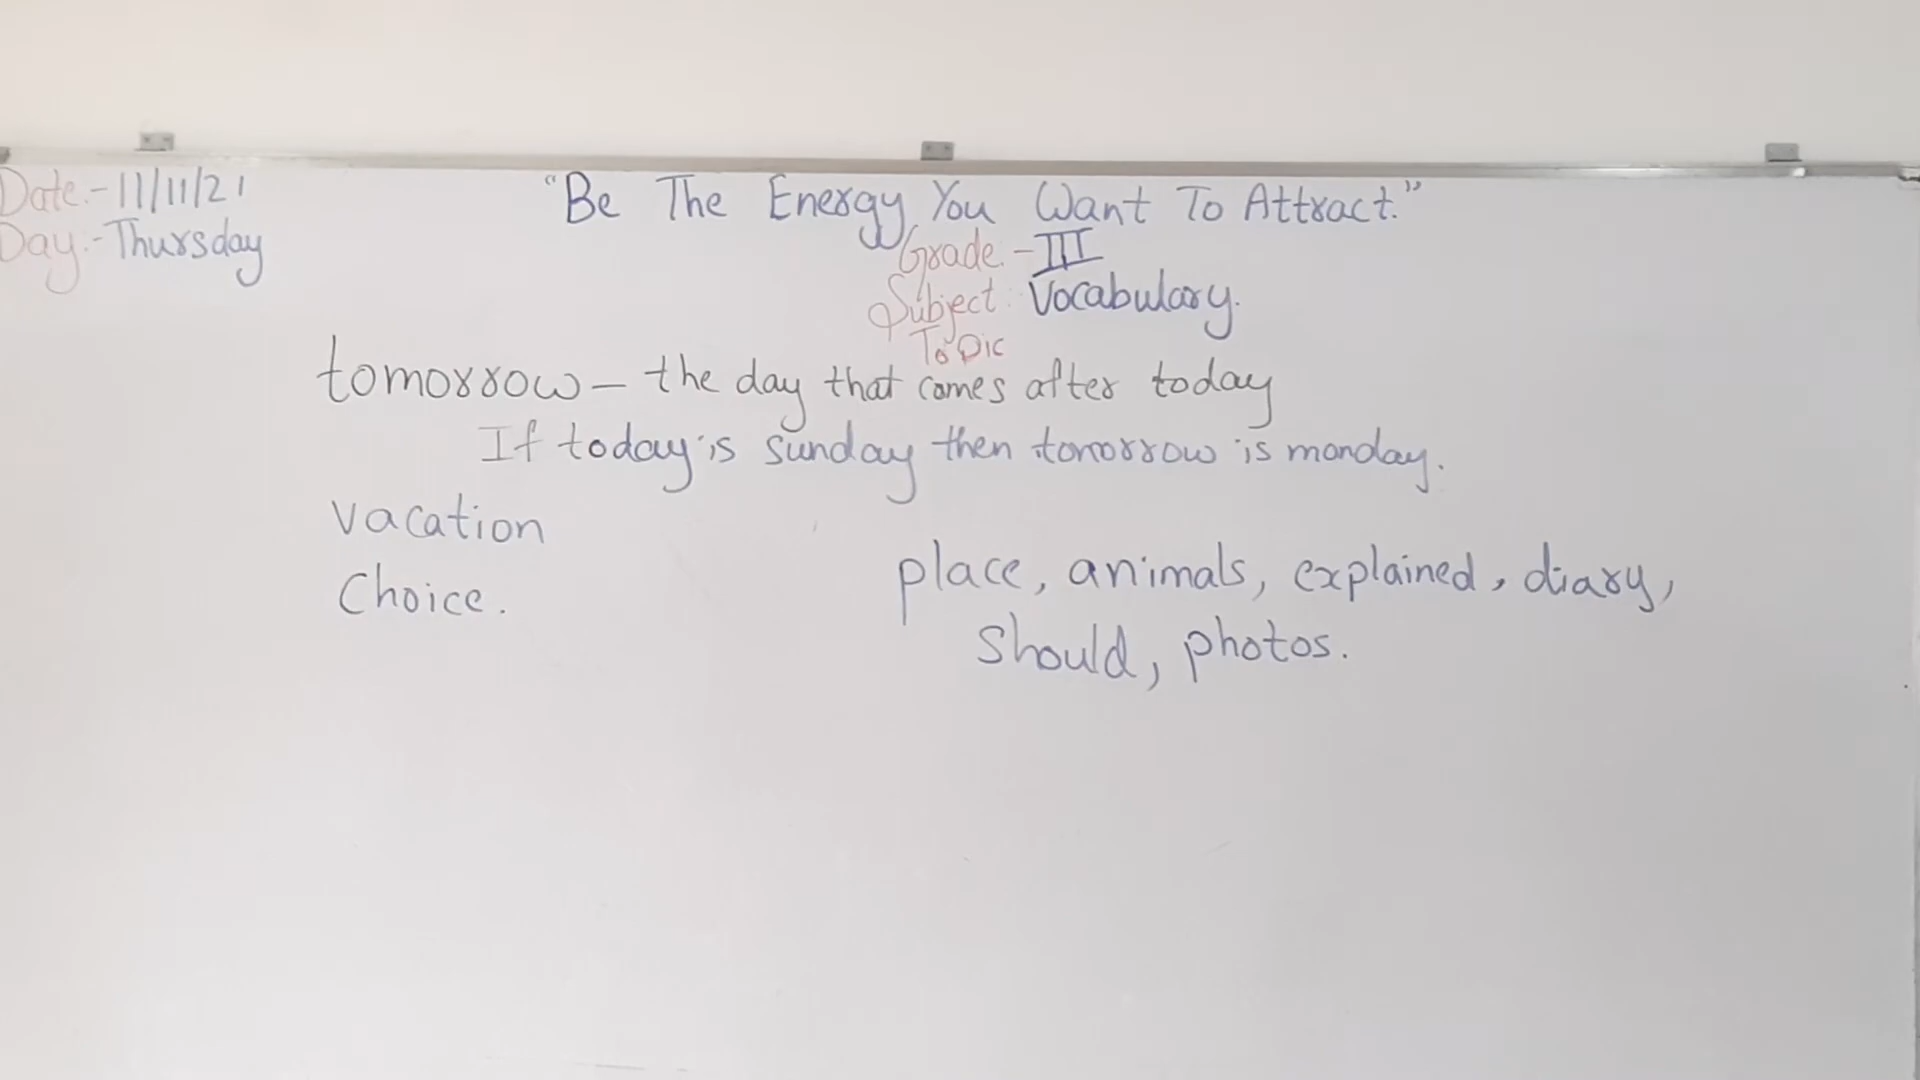 Date:-11/11/21
Day:-Thursday
"Be The Energy You Want To Attract."
Grade:-III
Subject: Vocabulary.
Topic
tomorrow – the day that comes after today
If today is sunday then tomorrow is monday.
vacation
Choice.
place, animals, explained, diary,
Should, photos.